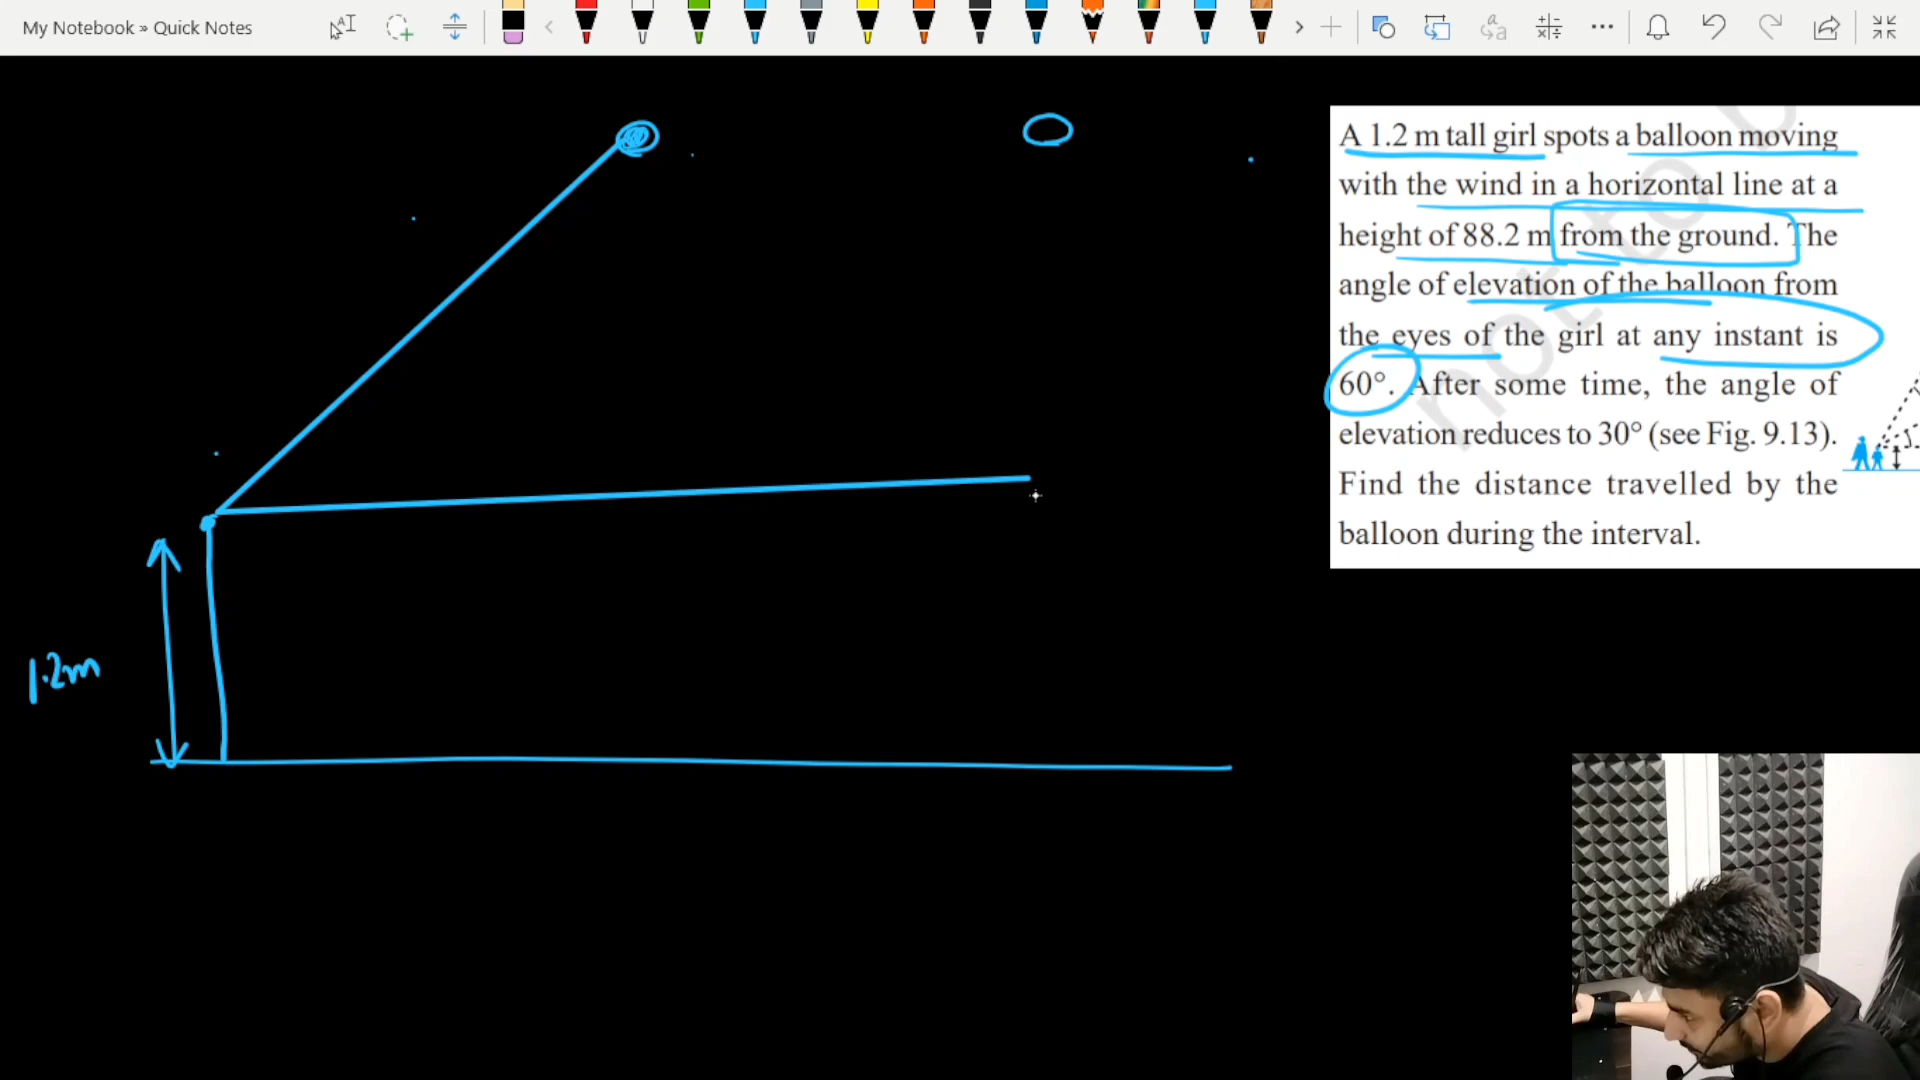 My Notebook » Quick Notes
A 1.2 m tall girl spots a balloon moving
with the wind in a horizontal line at a
height of 88.2 m from the ground. The
angle of elevation of the balloon from
the eyes of the girl at any instant is
60°. After some time, the angle of
elevation reduces to 30° (see Fig. 9.13).
Find the distance travelled by the
balloon during the interval.
1.2m